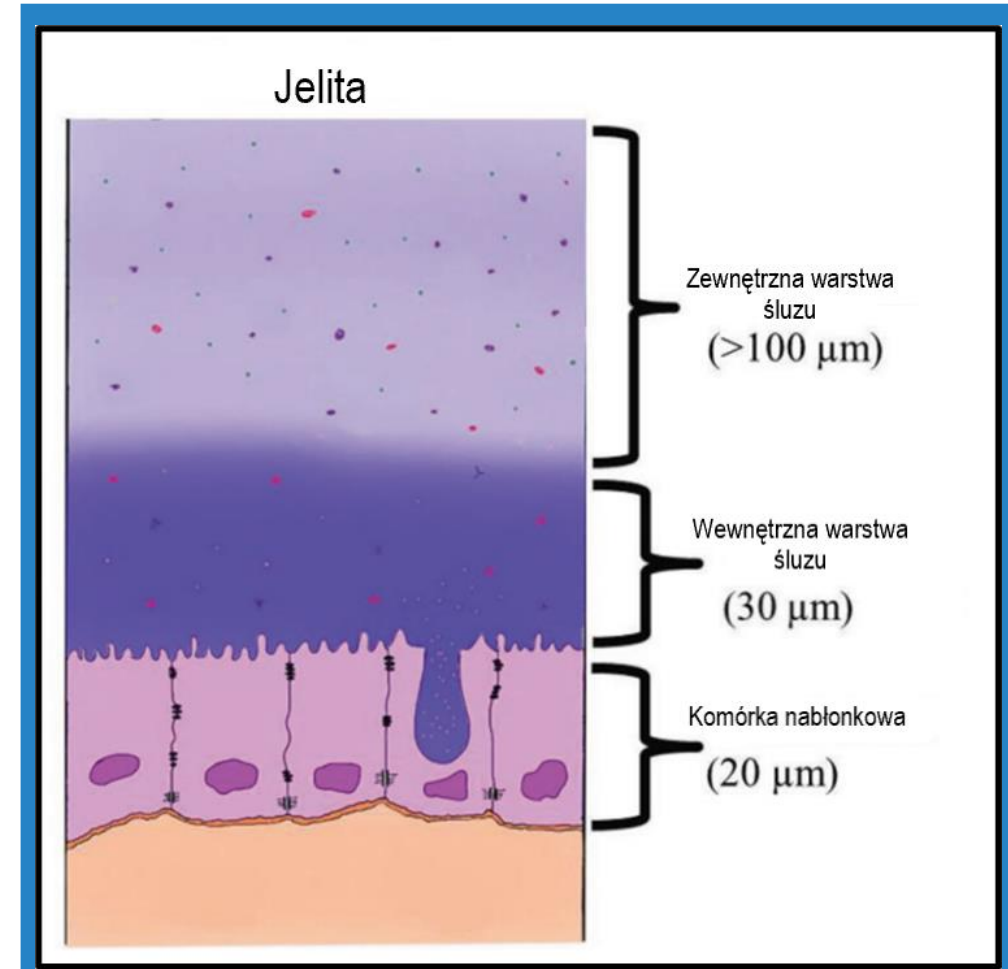 Jelita
Zewnętrzna warstwa
śluzu
(>100 µm)
Wewnętrzna warstwa
śluzu
(30 µm)
Komórka nabłonkowa
(20 µm)